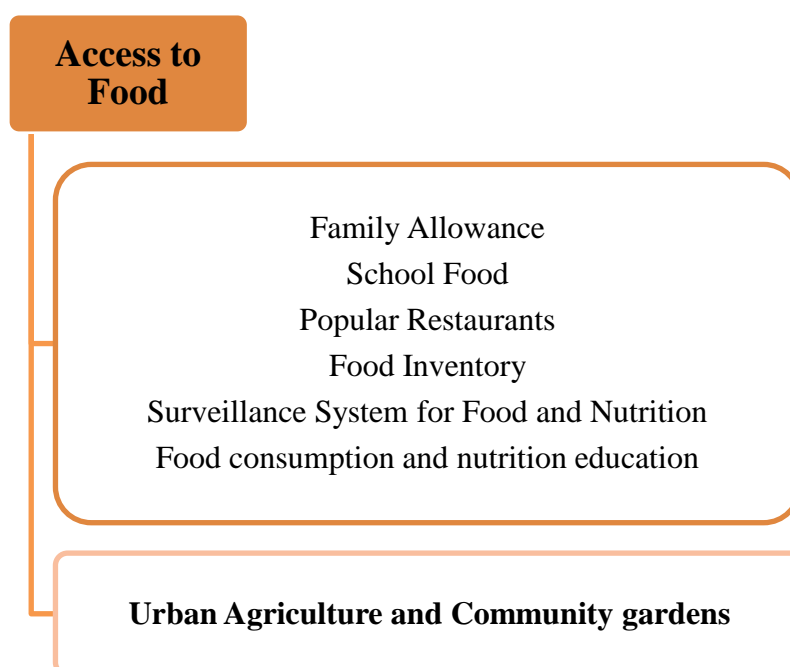 Access to
Food
Family Allowance
School Food
Popular Restaurants
Food Inventory
Surveillance System for Food and Nutrition
Food consumption and nutrition education
Urban Agriculture and Community gardens